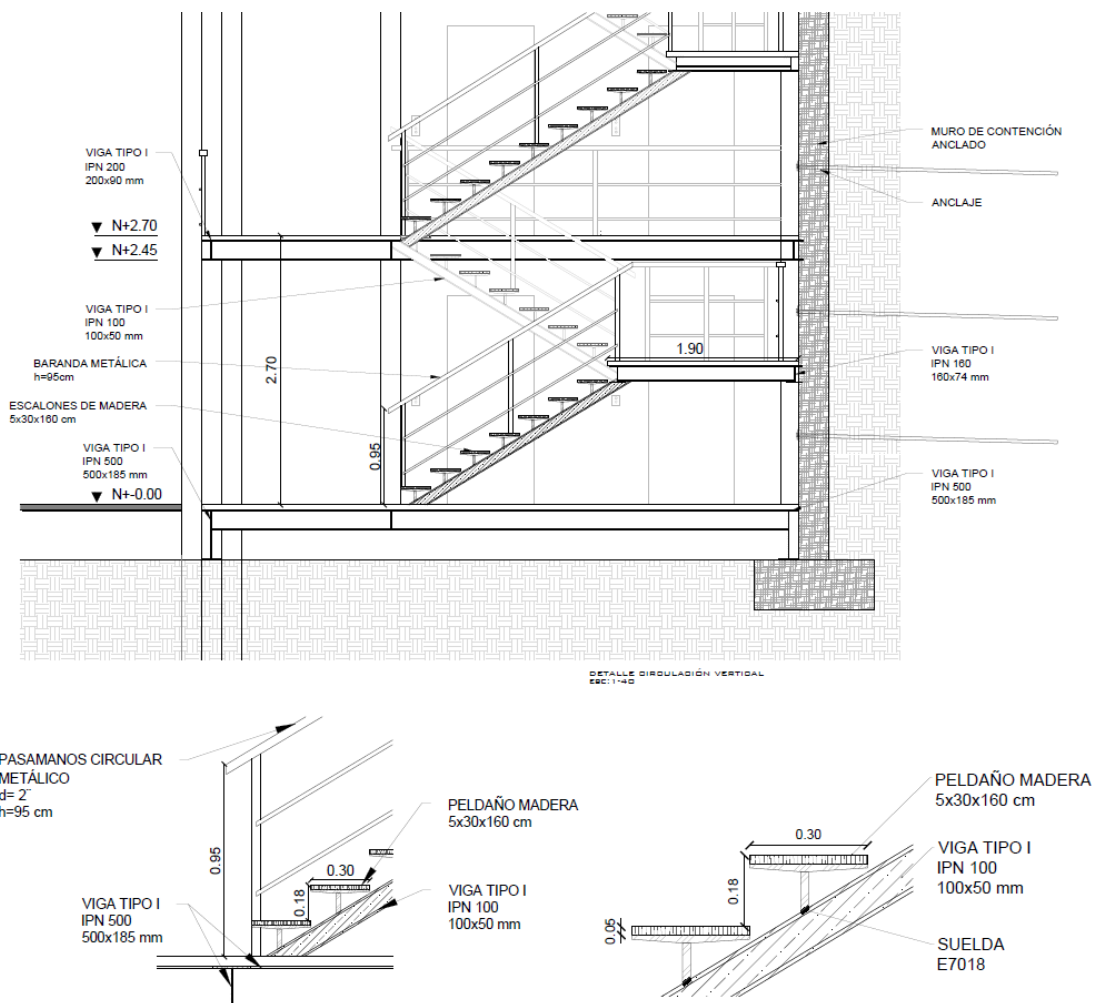 VIGA TIPO I
IPN 200
200x90 mm
N+2.70
N+2.45
VIGA TIPO I
IPN 100
100x50 mm
BARANDA METÁLICA
h=95cm
ESCALONES DE MADERA
5x30x160 cm
VIGA TIPO I
IPN 500
500x185 mm
N+-0.00
2.70
0.95
1.90
MURO DE CONTENCIÓN
ANCLADO
ANCLAJE
VIGA TIPO I
IPN 160
160x74 mm
VIGA TIPO I
IPN 500
500x185 mm
DETALLE CIRCULACIÓN VERTICAL
ESC:1:40
PASAMANOS CIRCULAR
METÁLICO
d= 2¨
h=95 cm
0.95
VIGA TIPO I
IPN 500
500x185 mm
0.30
0.18
PELDAÑO MADERA
5x30x160 cm
VIGA TIPO I
IPN 100
100x50 mm
0.30
0.18
0.05
PELDAÑO MADERA
5x30x160 cm
VIGA TIPO I
IPN 100
100x50 mm
SUELDA
E7018